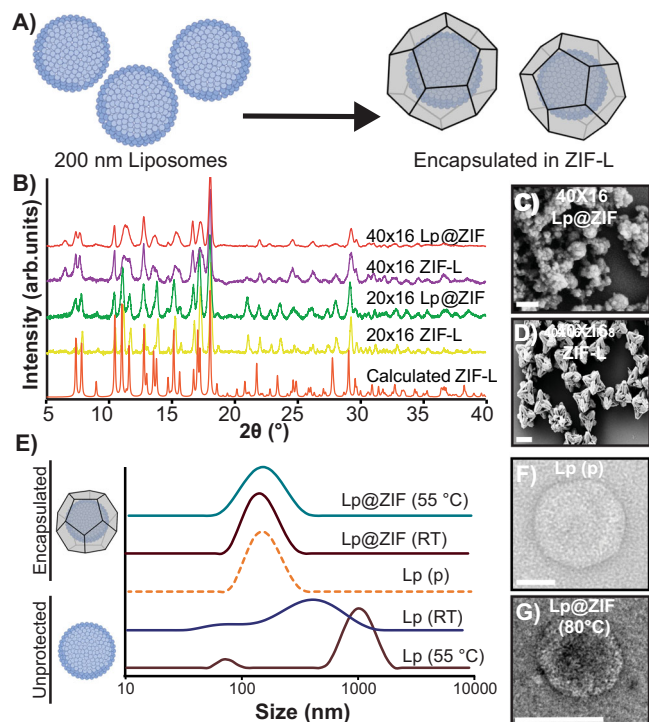 A)
200 nm Liposomes
Encapsulated in ZIF-L
B)
Intensity (arb.units)
40x16 Lp@ZIF
40x16 ZIF-L
20x16 Lp@ZIF
20x16 ZIF-L
Calculated ZIF-L
5 10 15 20 25 30 35 40
2θ (°)
C)
40X16
Lp@ZIF
D)
ZIF-L
E)
Encapsulated
Unprotected
Lp@ZIF (55 °C)
Lp@ZIF (RT)
Lp (p)
Lp (RT)
Lp (55 °C)
10 100 1000 10000
Size (nm)
F)
Lp (p)
G)
Lp@ZIF
(80°C)